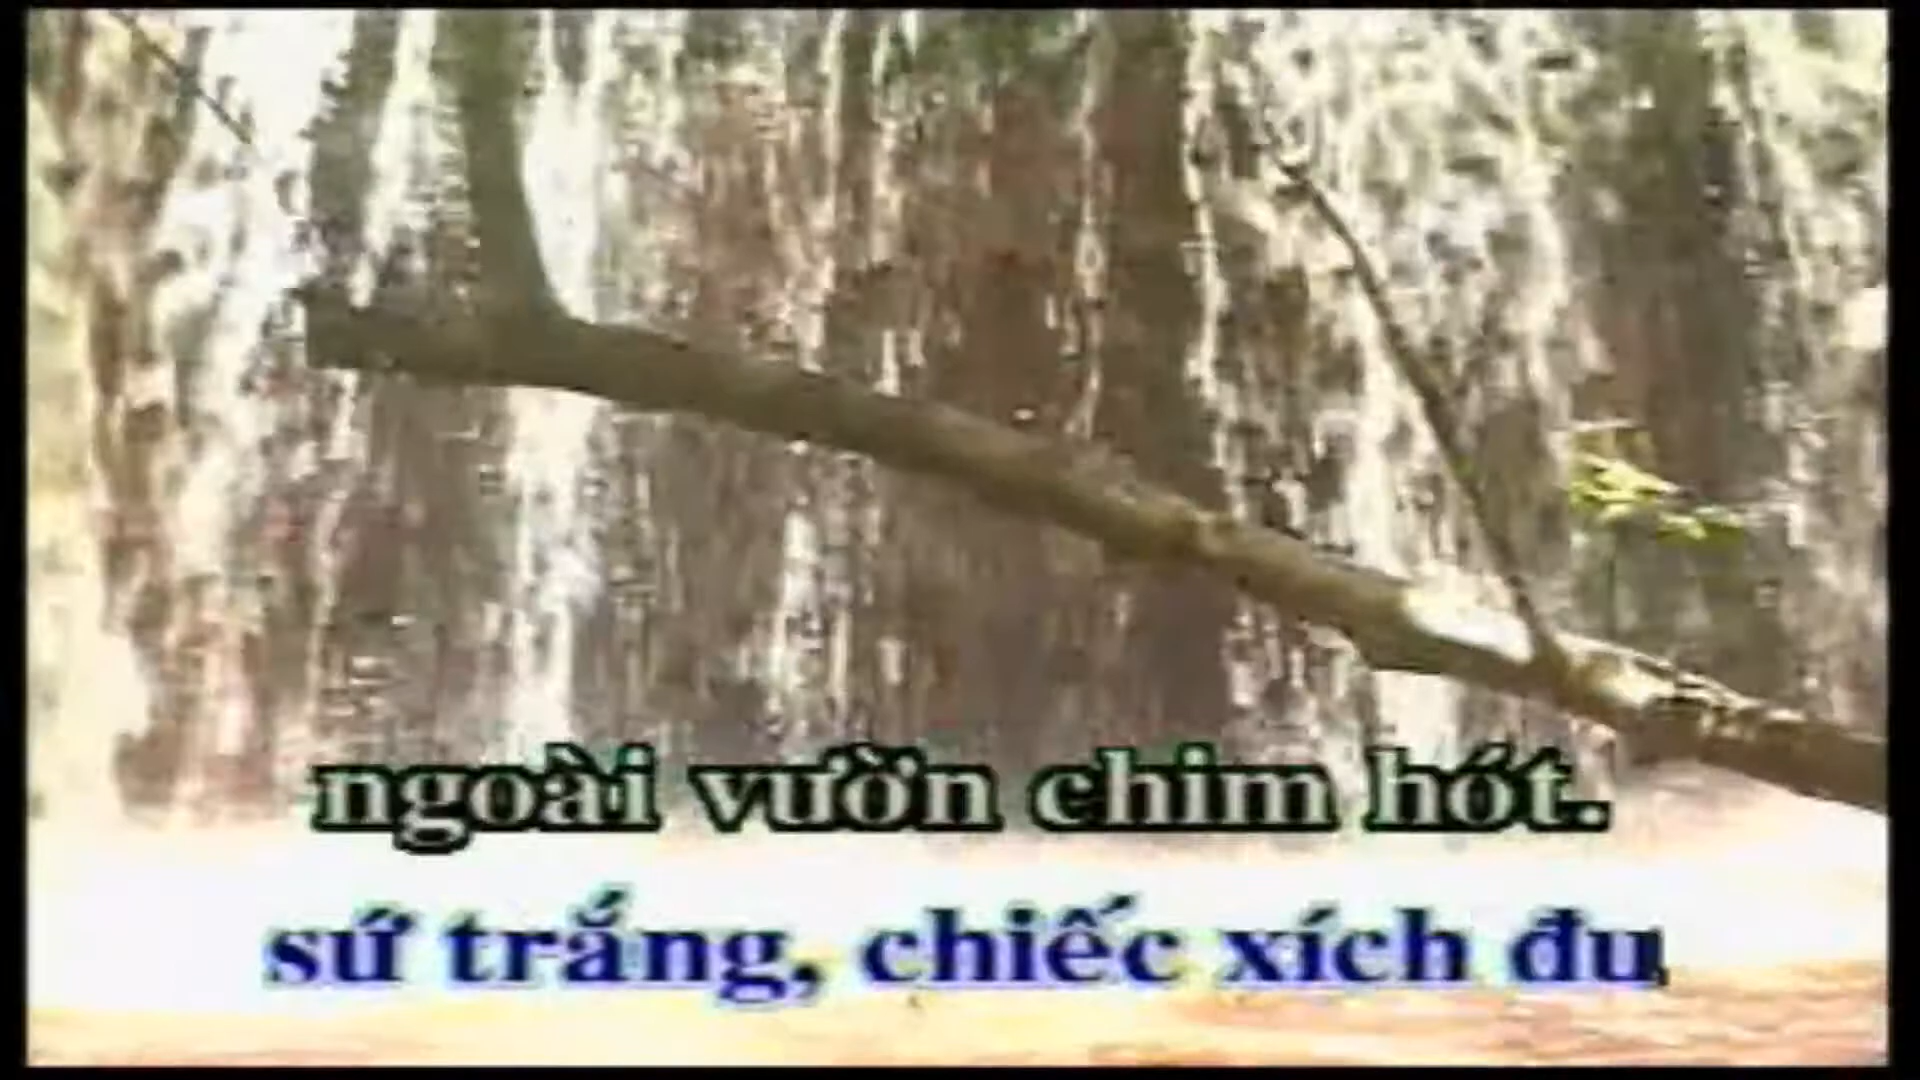 ngoài vườn chim hót.
sứ trắng, chiếc xích đu